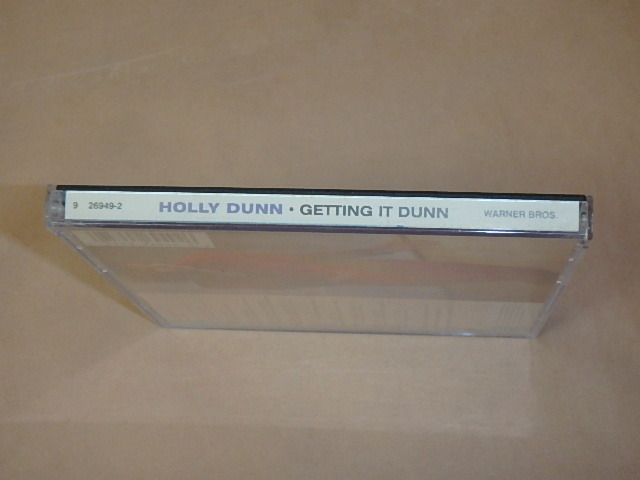 9 26949-2 HOLLY DUNN · GETTING IT DUNN WARNER BROS.